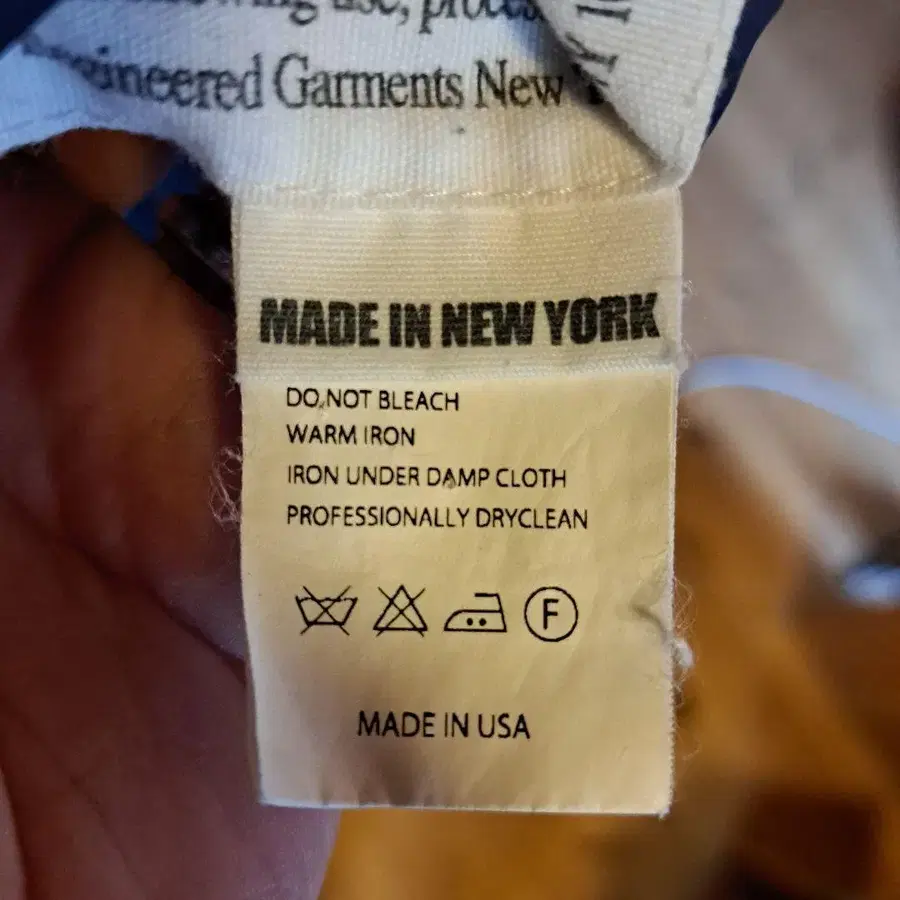 use,
Garments New
MADE IN NEW YORK
DO NOT BLEACH
WARM IRON
IRON UNDER DAMP CLOTH
PROFESSIONALLY DRYCLEAN
F
MADE IN USA